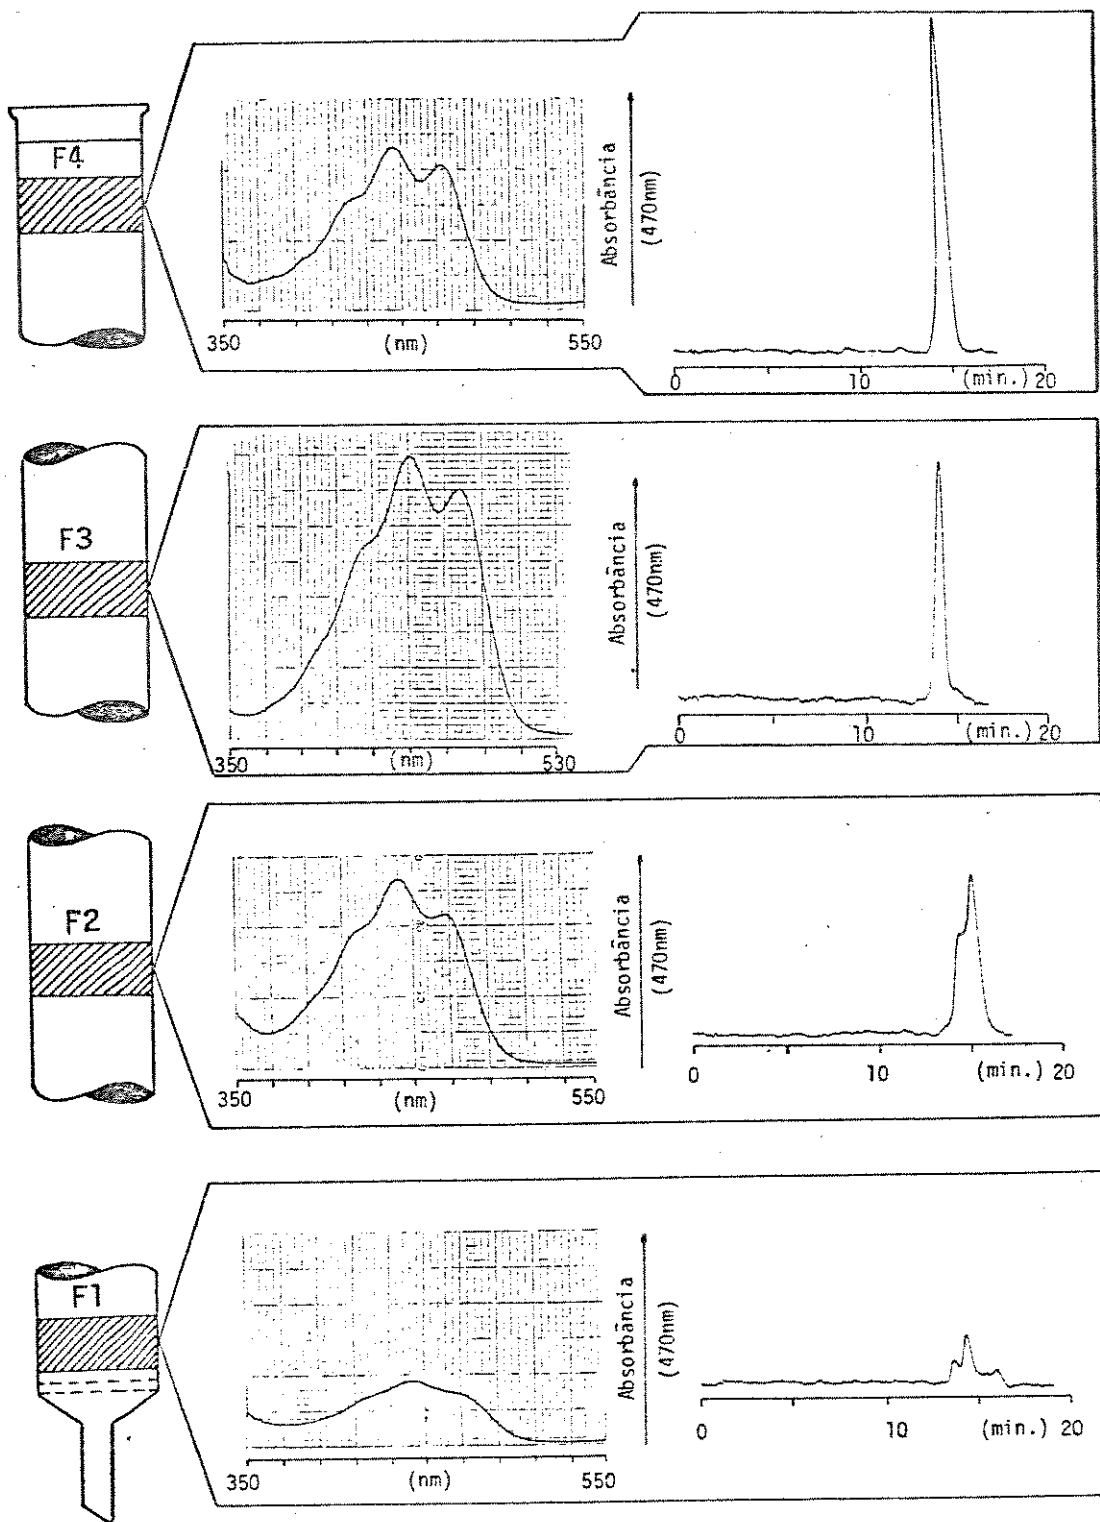 F4
Absorbância
(470nm)
350 (nm) 550
0 10 (min.) 20
F3
Absorbância
(470nm)
350 (nm) 530
0 10 (min.) 20
F2
Absorbância
(470nm)
350 (nm) 550
0 10 (min.) 20
F1
Absorbância
(470nm)
350 (nm) 550
0 10 (min.) 20